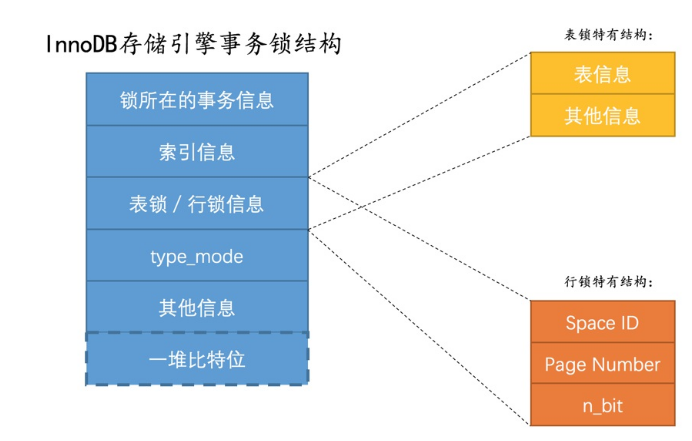 InnoDB存储引擎事务锁结构
锁所在的事务信息
索引信息
表锁 / 行锁信息
type_mode
其他信息
一堆比特位
表锁特有结构：
表信息
其他信息
行锁特有结构：
Space ID
Page Number
n_bit